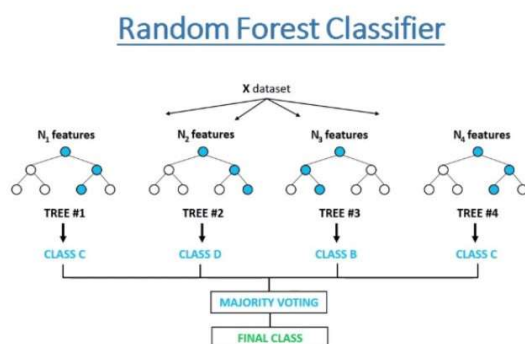 Random Forest Classifier
X dataset
N₁ features N₂ features N₃ features N₄ features
TREE #1 TREE #2 TREE #3 TREE #4
CLASS C CLASS D CLASS B CLASS C
MAJORITY VOTING
FINAL CLASS